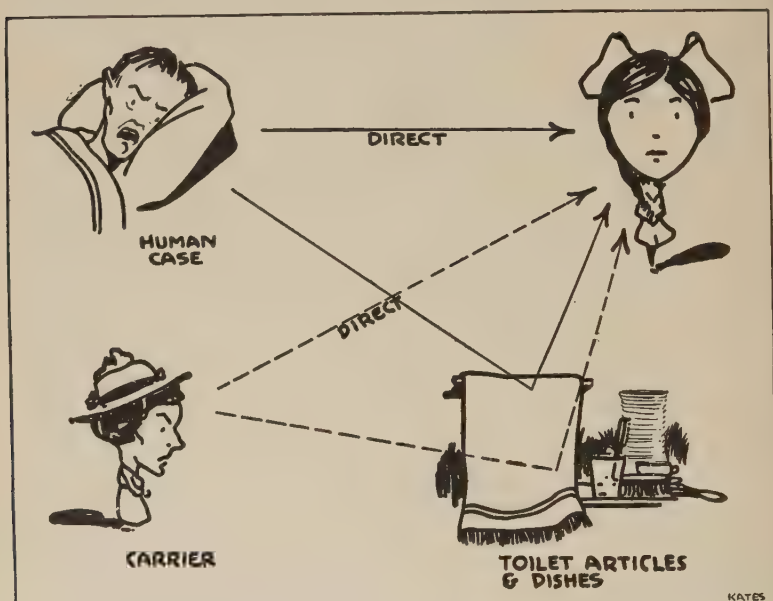 DIRECT
HUMAN
CASE
DIRECT
CARRIER
TOILET ARTICLES
& DISHES
KATES